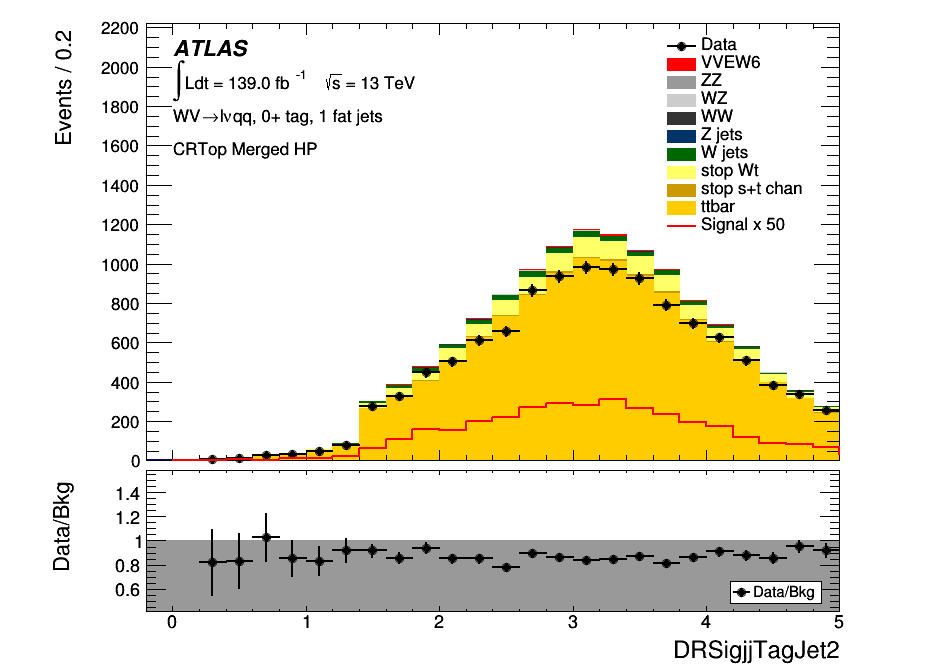 2200
2000
1800
1600
1400
1200
1000
800
600
400
200
0
Events / 0.2
ATLAS
∫Ldt = 139.0 fb⁻¹ √s = 13 TeV
WV→lνqq, 0+ tag, 1 fat jets
CRTop Merged HP
Data
VVEW6
ZZ
WZ
WW
Z jets
W jets
stop Wt
stop s+t chan
ttbar
Signal x 50
Data/Bkg
1.4
1.2
1
0.8
0.6
Data/Bkg
0 1 2 3 4 5
DRSigjjTagJet2